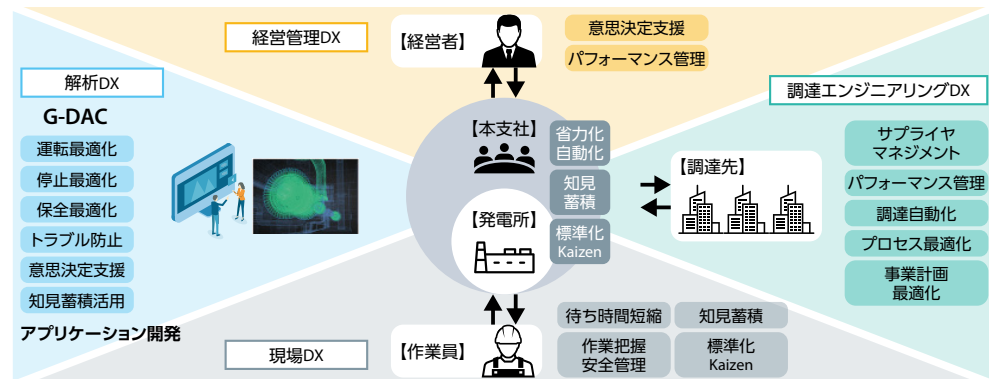 経営管理DX
【経営者】
意思決定支援
パフォーマンス管理
解析DX
G-DAC
運転最適化
停止最適化
保全最適化
トラブル防止
意思決定支援
知見蓄積活用
アプリケーション開発
【本支社】
省力化
自動化
知見
蓄積
標準化
Kaizen
【発電所】
調達エンジニアリングDX
【調達先】
サプライヤ
マネジメント
パフォーマンス管理
調達自動化
プロセス最適化
事業計画
最適化
現場DX
【作業員】
待ち時間短縮
知見蓄積
作業把握
安全管理
標準化
Kaizen